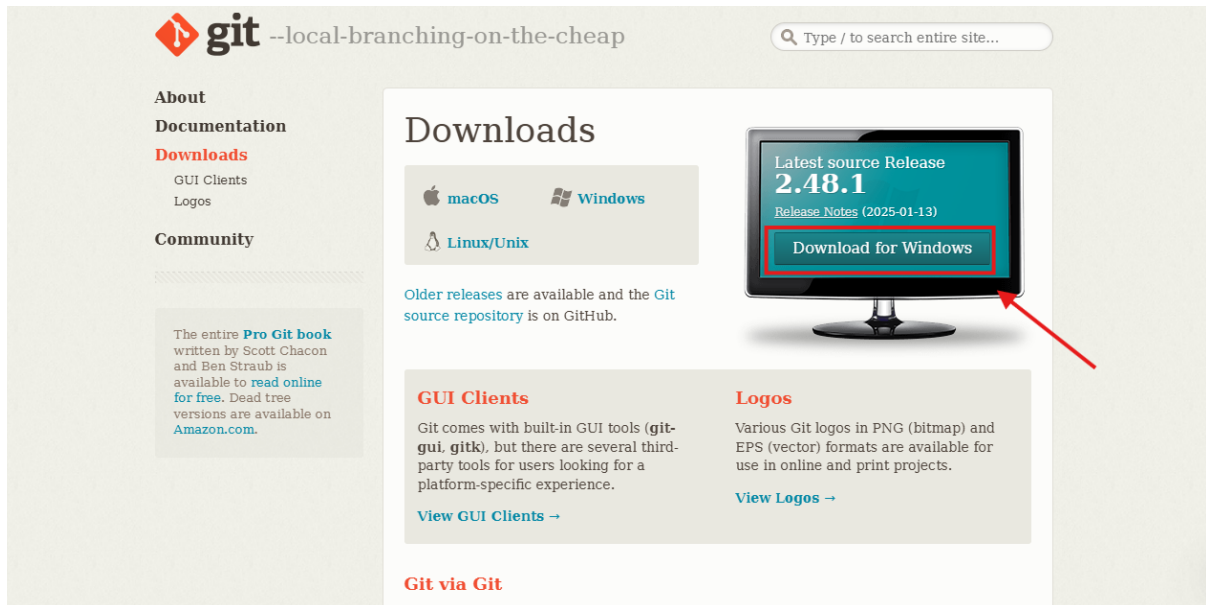 git --local-branching-on-the-cheap
Type / to search entire site...
About
Documentation
Downloads
GUI Clients
Logos
Community
The entire Pro Git book
written by Scott Chacon
and Ben Straub is
available to read online
for free. Dead tree
versions are available on
Amazon.com.
Downloads
macOS
Windows
Linux/Unix
Older releases are available and the Git
source repository is on GitHub.
Latest source Release
2.48.1
Release Notes (2025-01-13)
Download for Windows
GUI Clients
Git comes with built-in GUI tools (git-
gui, gitk), but there are several third-
party tools for users looking for a
platform-specific experience.
View GUI Clients →
Logos
Various Git logos in PNG (bitmap) and
EPS (vector) formats are available for
use in online and print projects.
View Logos →
Git via Git